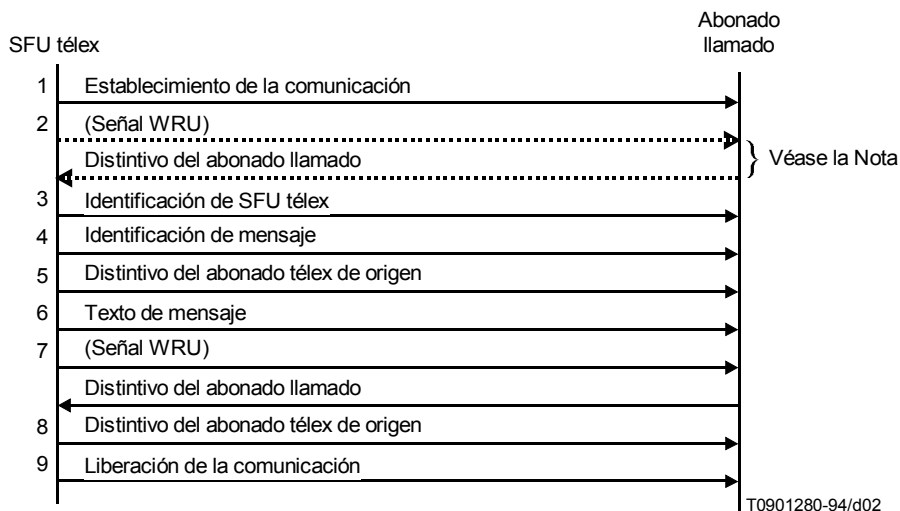 SFU télex
Abonado
llamado
1 Establecimiento de la comunicación
2 (Señal WRU)
Distintivo del abonado llamado
} Véase la Nota
3 Identificación de SFU télex
4 Identificación de mensaje
5 Distintivo del abonado télex de origen
6 Texto de mensaje
7 (Señal WRU)
Distintivo del abonado llamado
8 Distintivo del abonado télex de origen
9 Liberación de la comunicación
T0901280-94/d02